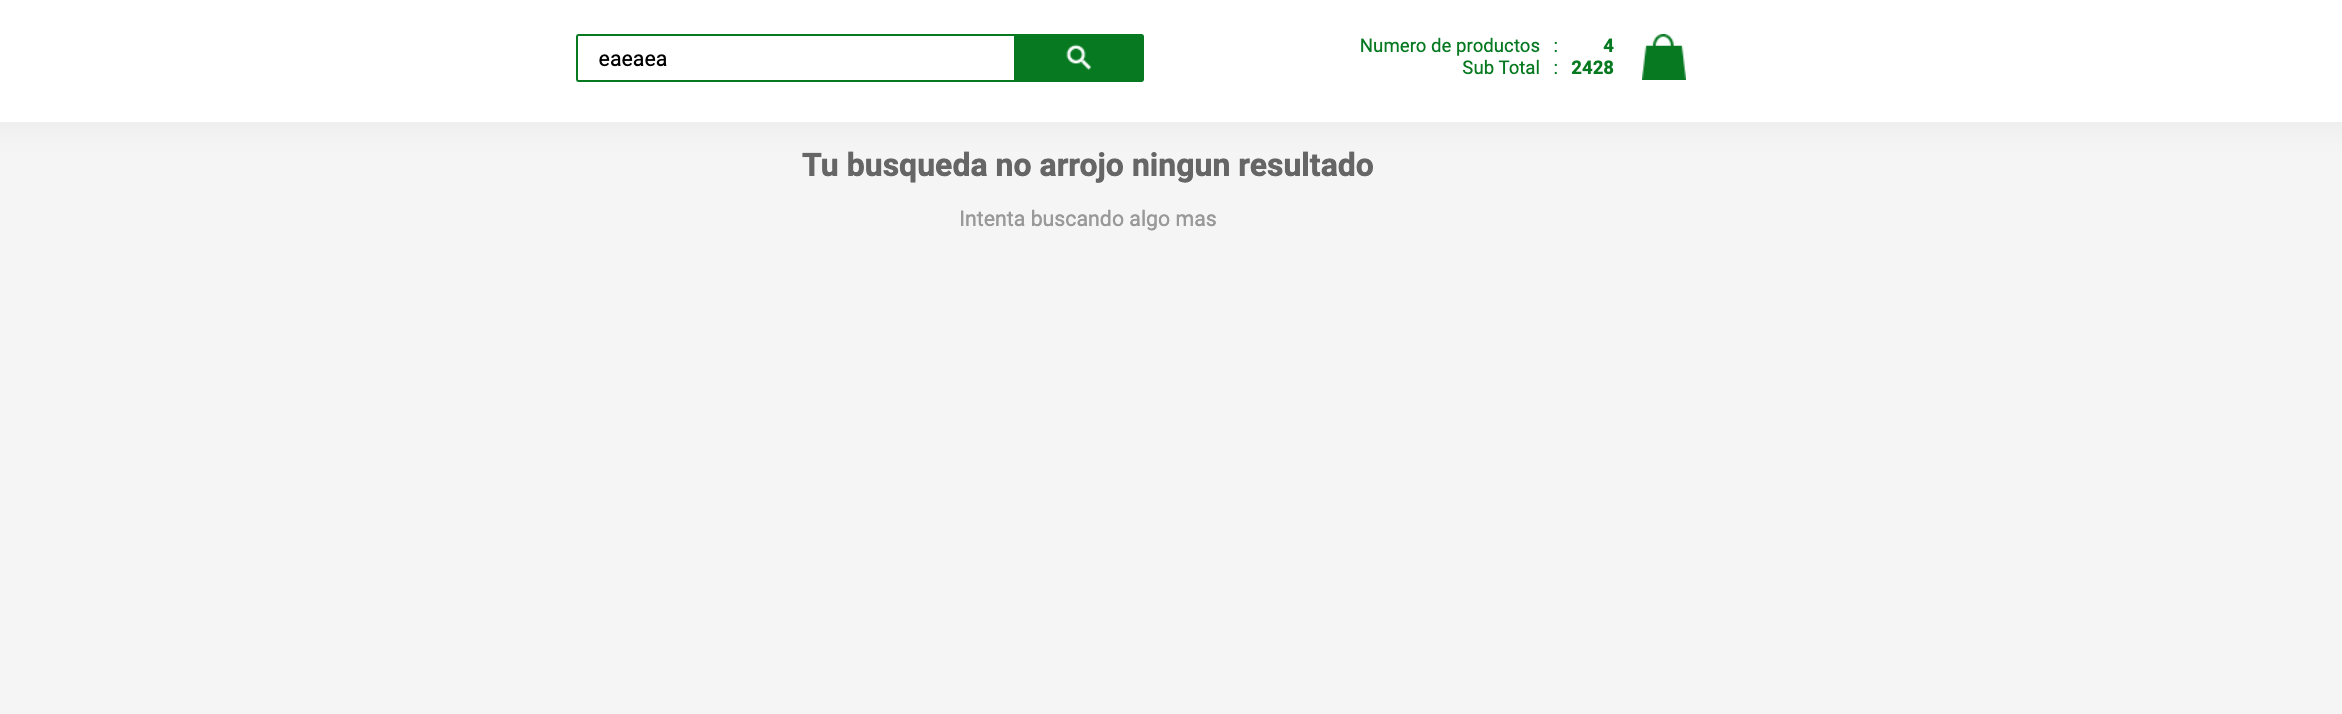 eaeaea
Numero de productos : 4
Sub Total : 2428
Tu busqueda no arrojo ningun resultado
Intenta buscando algo mas